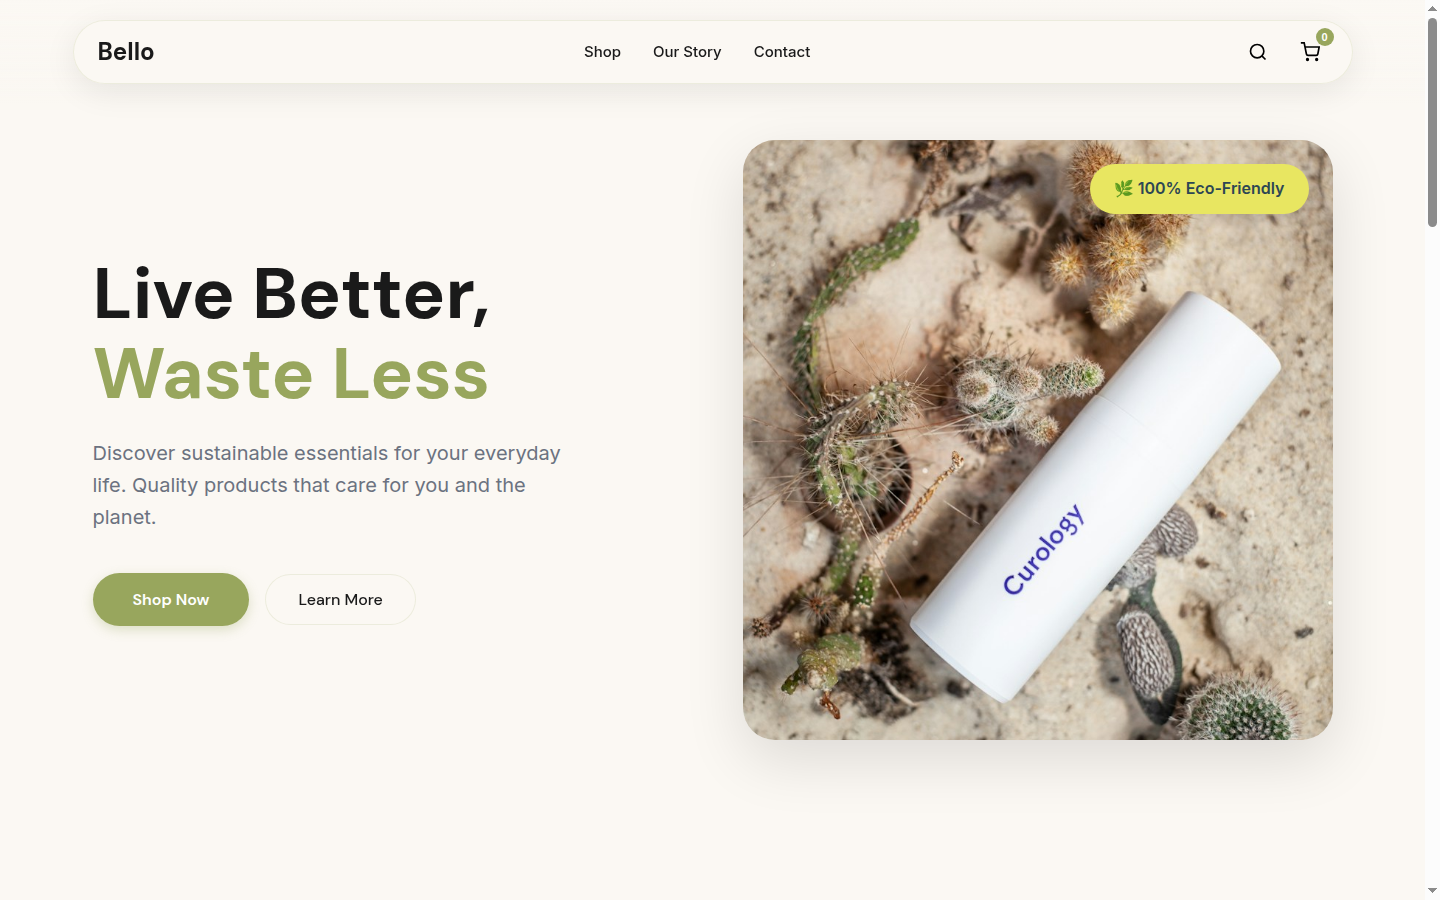 Bello
Shop
Our Story
Contact
0
Live Better,
Waste Less
Discover sustainable essentials for your everyday
life. Quality products that care for you and the
planet.
Shop Now
Learn More
🌿 100% Eco-Friendly
Curology